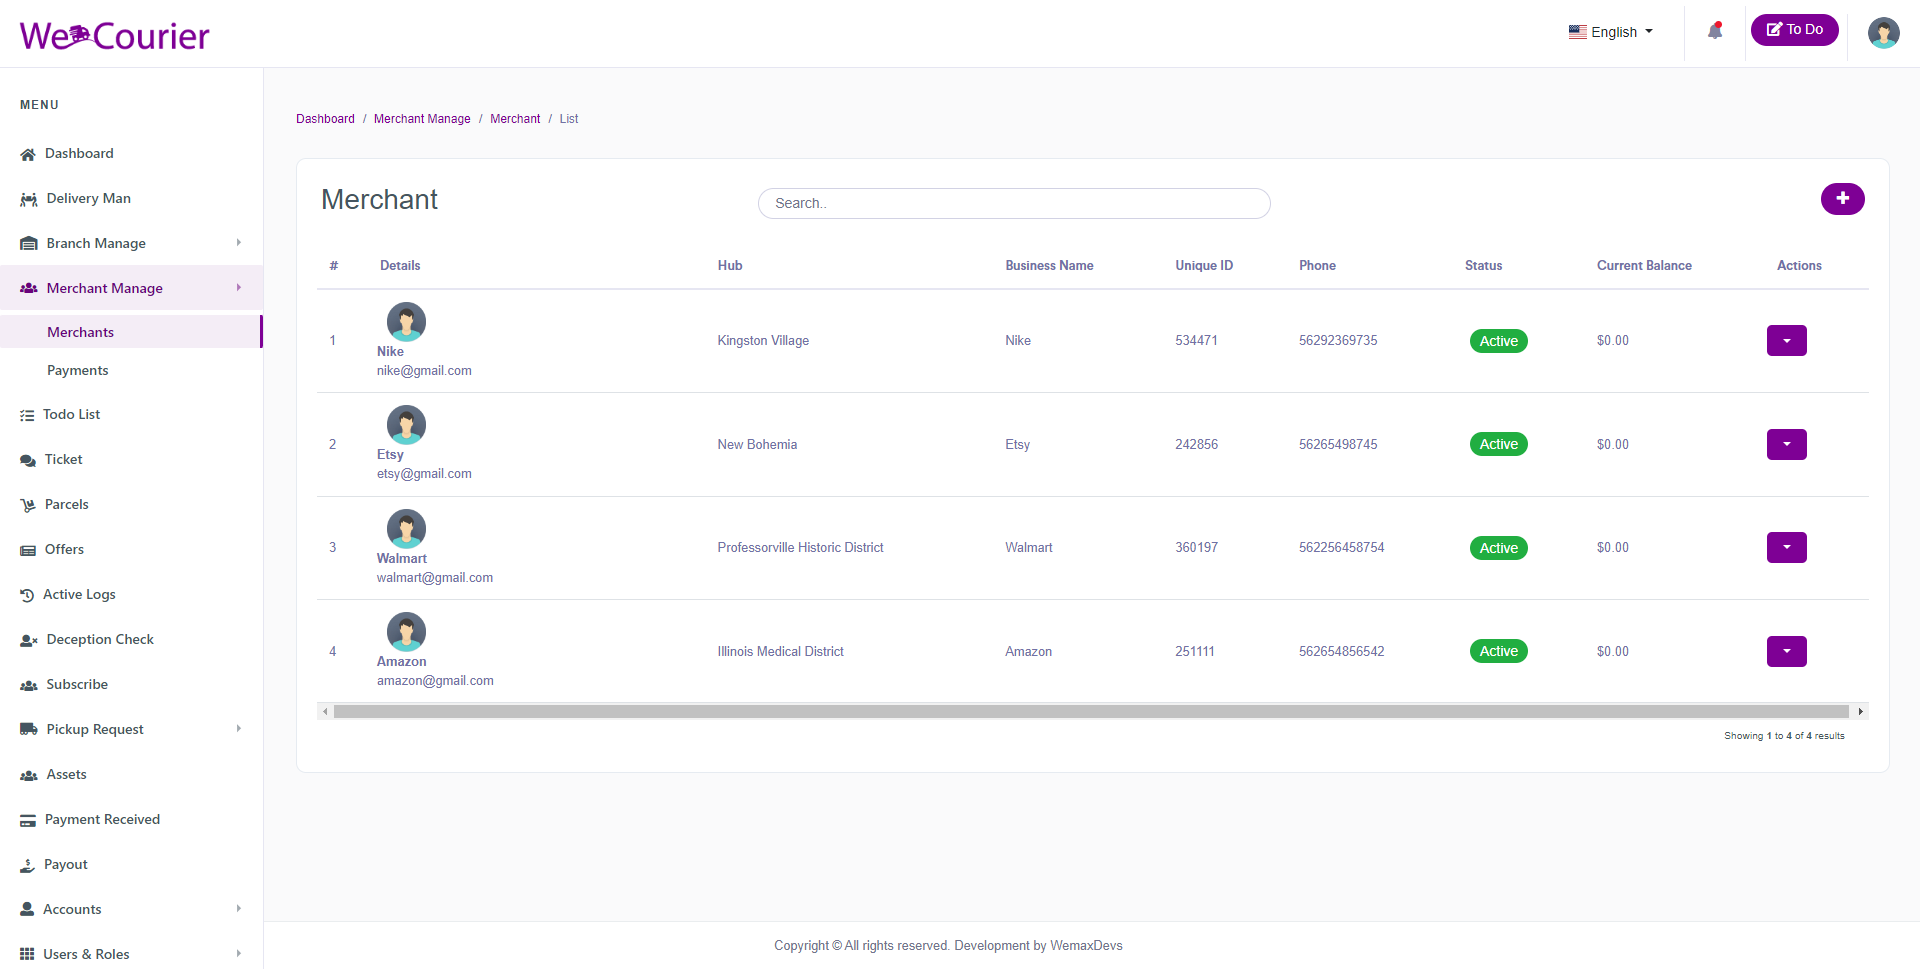 We Courier
English
To Do
MENU
Dashboard
Delivery Man
Branch Manage
Merchant Manage
Merchants
Payments
Todo List
Ticket
Parcels
Offers
Active Logs
Deception Check
Subscribe
Pickup Request
Assets
Payment Received
Payout
Accounts
Users & Roles
Dashboard / Merchant Manage / Merchant / List
Merchant
Search..
# Details Hub Business Name Unique ID Phone Status Current Balance Actions
1 Nike nike@gmail.com Kingston Village Nike 534471 56292369735 Active $0.00
2 Etsy etsy@gmail.com New Bohemia Etsy 242856 56265498745 Active $0.00
3 Walmart walmart@gmail.com Professorville Historic District Walmart 360197 562256458754 Active $0.00
4 Amazon amazon@gmail.com Illinois Medical District Amazon 251111 562654856542 Active $0.00
Showing 1 to 4 of 4 results
Copyright © All rights reserved. Development by WemaxDevs